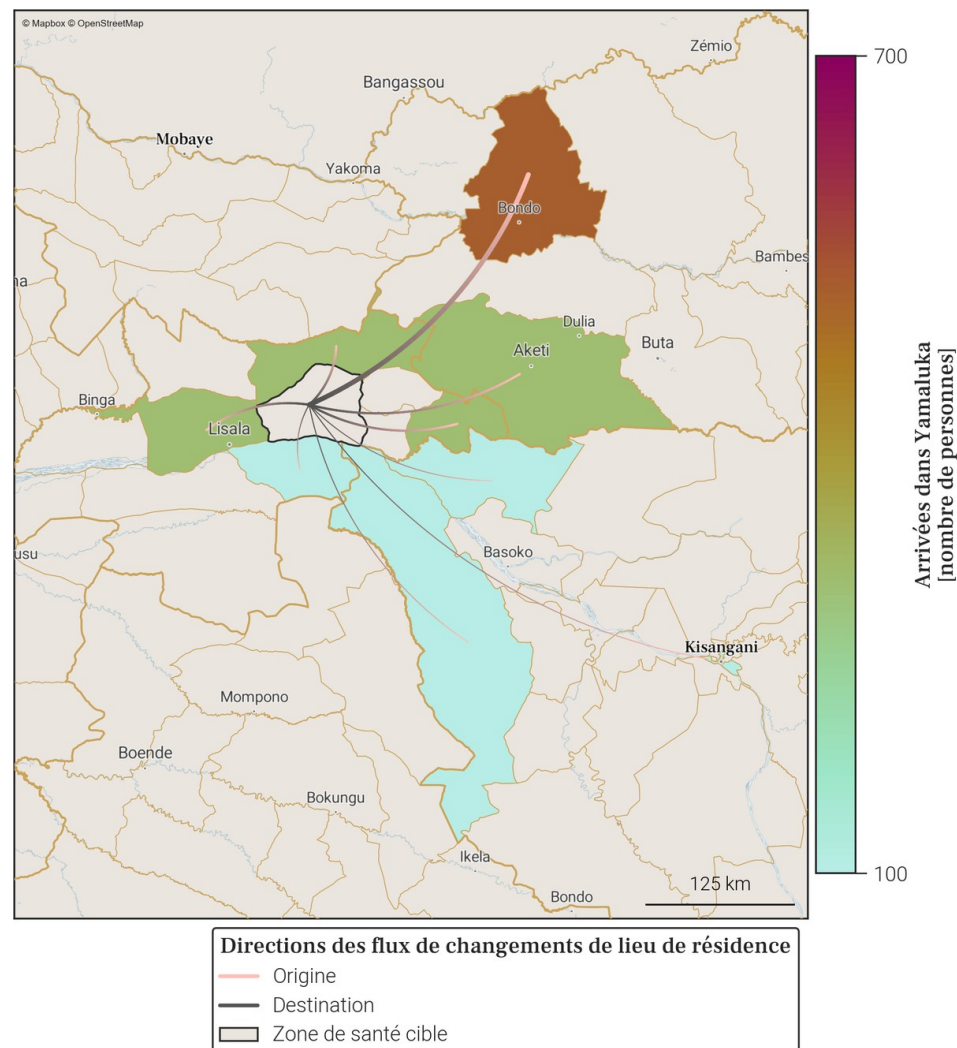 © Mapbox © OpenStreetMap
Zémio
Bangassou
Mobaye
Yakoma
Bondo
Bambes
na
Dulia
Buta
Aketi
Binga
Lisala
Basoko
usu
Kisangani
Mompono
Boende
Bokungu
Ikela
Bondo
125 km
700
100
Arrivées dans Yamaluka
[nombre de personnes]
Directions des flux de changements de lieu de résidence
Origine
Destination
Zone de santé cible